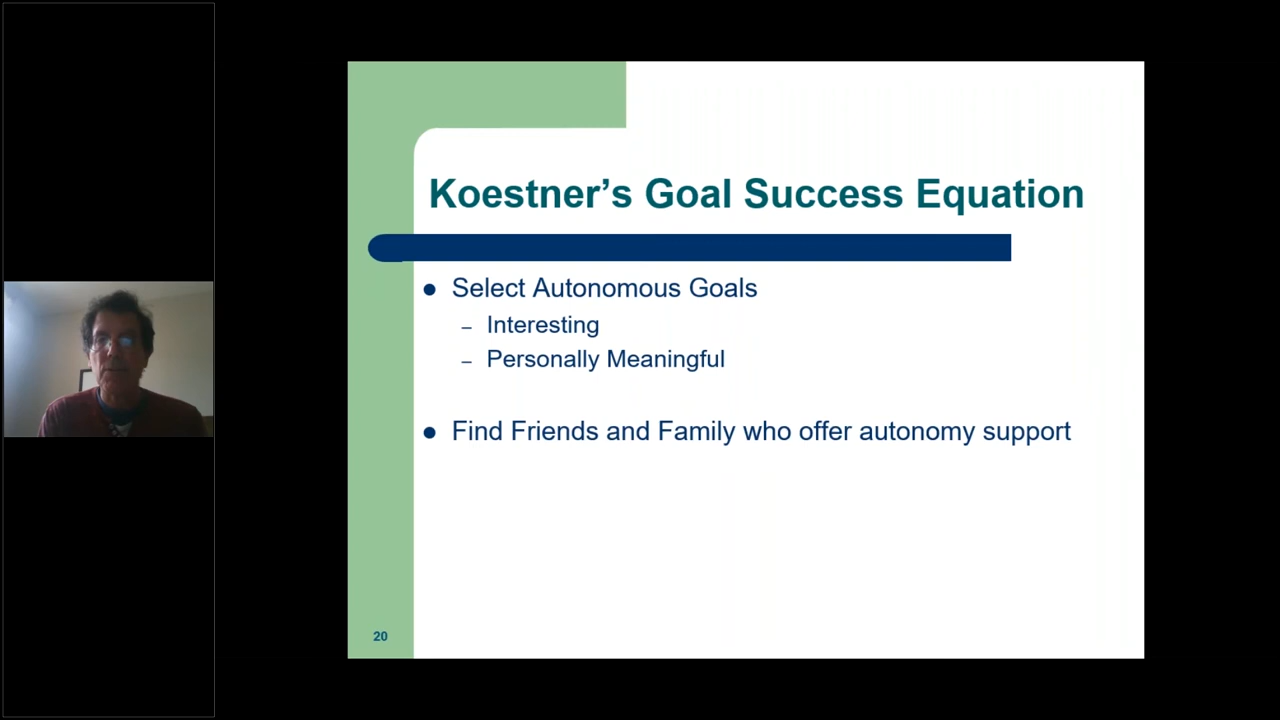 Koestner’s Goal Success Equation
● Select Autonomous Goals
– Interesting
– Personally Meaningful
● Find Friends and Family who offer autonomy support
20